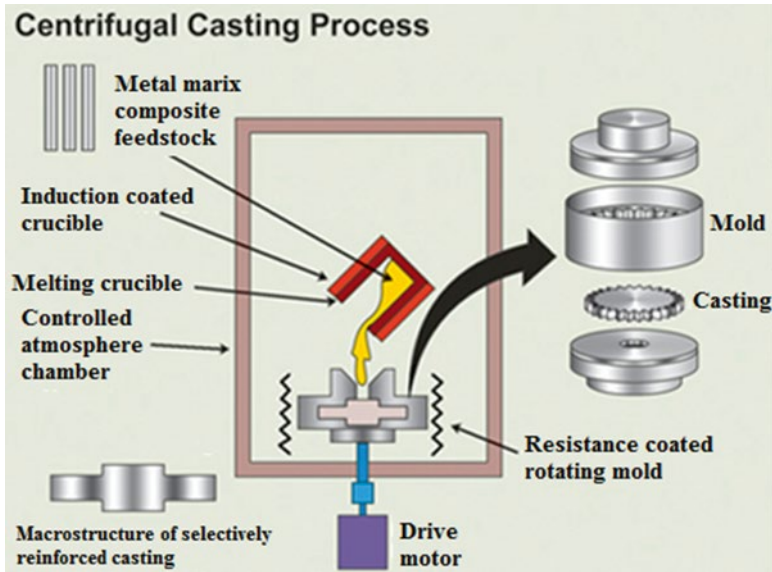 Centrifugal Casting Process
Metal marix
composite
feedstock
Induction coated
crucible
Melting crucible
Controlled
atmosphere
chamber
Mold
Casting
Resistance coated
rotating mold
Macrostructure of selectively
reinforced casting
Drive
motor